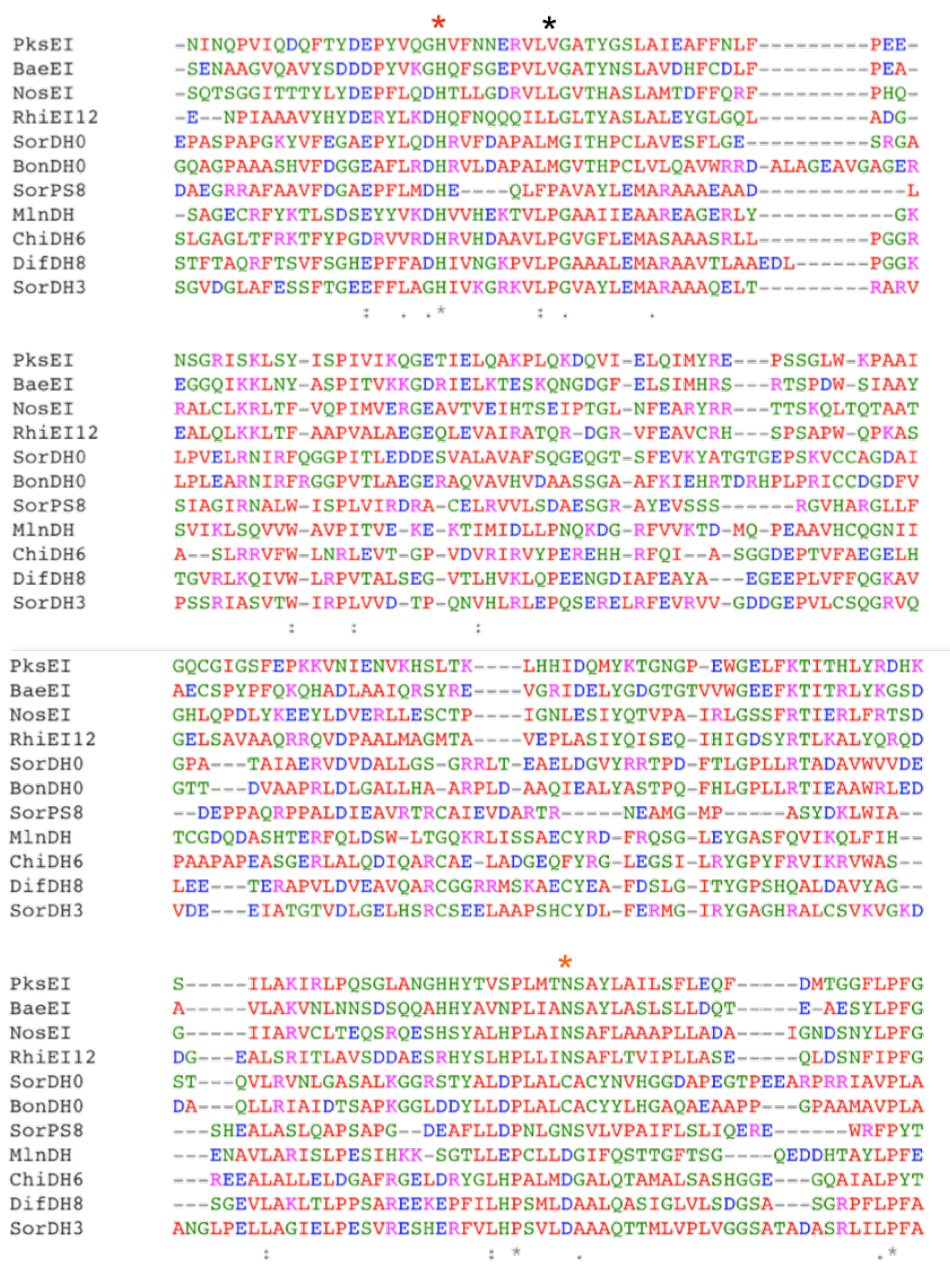 * *
PksEI -NINQPVIQDQFTYDEPYVQGHVFNNERVLVGATYGSLAIEAFFNLF---------PEE-
BaeEI -SENAAGVQAVYSDDDPYVKGHQFSGEPVLVGATYNSLAVDHFCDLF---------PEA-
NosEI -SQTSGGITTTYLYDEPFLQDHTLLGDRVLLGVTHASLAMTDFFQRF---------PHQ-
RhiEI12 -E--NPIAAAVYHYDERYLKDHQFNQQQILLGLTYASLALEYGLGQL---------ADG-
SorDH0 EPASPAPGKYVFEGAEPYLQDHRVFDAPALMGITHPCLAVESFLGE----------SRGA
BonDH0 GQAGPAAASHVFDGGEAFLRDHRVLDAPALMGVTHPCLVLQAVWRRD-ALAGEAVGAGER
SorPS8 DAEGRRAFAAVFDGAEPFLMDHE----QLFPAVAYLEMARAAAEAAD------------L
MlnDH -SAGECRFYKTLSDSEYYVKDHVVHEKTVLPGAAIIEAAREAGERLY-----------GK
ChiDH6 SLGAGLTFRKTFYPGDRVVRDHRVHDAAVLPGVGFLEMASAAASRLL---------PGGR
DifDH8 STFTAQRFTSVFSGHEPFFADHIVNGKPVLPGAAALEMARAAVTLAAEDL------PGGK
SorDH3 SGVDGLAFESSFTGEEFFLAGHIVKGRKVLPGVAYLEMARAAAQELT---------RARV
: . .* : . .
PksEI NSGRISKLSY-ISPIVIKQGETIELQAKPLQKDQVI-ELQIMYRE---PSSGLW-KPAAI
BaeEI EGGQIKKLNY-ASPITVKKGDRIELKTESKQNGDGF-ELSIMHRS---RTSPDW-SIAAY
NosEI RALCLKRLTF-VQPIMVERGEAVTVEIHTSEIPTGL-NFEARYRR---TTSKQLTQTAAT
RhiEI12 EALQLKKLTF-AAPVALAEGEQLEVAIRATQR-DGR-VFEAVCRH---SPSAPW-QPKAS
SorDH0 LPVELRNIRFQGGPITLEDDESVALAVAFSQGEQGT-SFEVKYATGTGEPSKVCCAGDAI
BonDH0 LPLEARNIRFRGGPVTLAEGERAQVAVHVDAASSGA-AFKIEHRTDRHPLPRICCDGDFV
SorPS8 SIAGIRNALW-ISPLVIRDRA-CELRVVLSDAESGR-AYEVSSS-----RGVHARGLLF
MlnDH SVIKLSQVVW-AVPITVE-KE-KTIMIDLLPNQKDG-RFVVKTD-MQ-PEAAVHCQGNII
ChiDH6 A--SLRRVFW-LNRLEVT-GP-VDVRIRVYPEREHH-RFQI--A-SGGDEPTVFAEGELH
DifDH8 TGVRLKQIVW-LRPVTALSEG-VTLHVKLQPEENGDIAFEAYA---EGEEPLVFFQGKAV
SorDH3 PSSRIASVTW-IRPLVVD-TP-QNVHLRLEPQSERELRFEVRVV-GDDGEPVLCSQGRVQ
: : :
PksEI GQCGIGSFEPKKVNIENVKHSLTK----LHHIDQMYKTGNGP-EWGELFKTITHLYRDHK
BaeEI AECSPYPFQKQHADLAAIQRSYRE----VGRIDELYGDGTGTVVWGEEFKTITRLYKGSD
NosEI GHLQPDLYKEEYLDVERLLESCTP----IGNLESIYQTVPA-IRLGSSFRTIERLFRTSD
RhiEI12 GELSAVAAQRRQVDPAALMAGMTA----VEPLASIYQISEQ-IHIGDSYRTLKALYQRQD
SorDH0 GPA---TAIAERVDVDALLGS-GRRLT-EAELDGVYRRTPD-FTLGPLLRTADAVWVVDE
BonDH0 GTT---DVAAPRLDLGALLHA-ARPLD-AAQIEALYASTPQ-FHLGPLLRTIEAAWRLED
SorPS8 --DEPPAQRPPALDIEAVRTRCAIEVDARTR-----NEAMG-MP-----ASYDKLWIA--
MlnDH TCGDQDASHTERFQLDSW-LTGQKRLISSAECYRD-FRQSG-LEYGASFQVIKQLFIH--
ChiDH6 PAAPAPEASGERLALQDIQARCAE-LADGEQFYRG-LEGSI-LRYGPYFRVIKRVWAS--
DifDH8 LEE---TERAPVLDVEAVQARCGGRRMSKAECYEA-FDSLG-ITYGPSHQALDAVYAG--
SorDH3 VDE---EIATGTVDLGELHSRCSEELAAPSHCYDL-FERMG-IRYGAGHRALCSVKVGKD
*
PksEI S-----ILAKIRLPQSGLANGHHYTVSPLMTNSAYLAILSFLEQF-----DMTGGFLPFG
BaeEI A-----VLAKVNLNNSDSQQAHHYAVNPLIANSAYLASLSLLDQT-----E-AESYLPFG
NosEI G-----IIARVCLTEQSRQESHSYALHPLAINSAFLAAAPLLADA-----IGNDSNYLPFG
RhiEI12 DG---EALSRITLAVSDDAESRHYSLHPLLINSAFLTVIPLLASE------QLDSNFIPFG
SorDH0 ST---QVLRVNLGASALKGGRSTYALDPLALCACYNVHGGDAPEGTPEEARPRRIAVPLA
BonDH0 DA---QLLRIAIDTSAPKGGLDDYLLDPLALCACYYLHGAQAEAAPP---GPAAMAVPLA
SorPS8 ---SHEALASLQAPSAPG--DEAFLLDPNLGNSVLVPAIFLSLIQERE------WRFPYT
MlnDH ---ENAVLARISLPESIHKK-SGTLLEPCLLDGIFQSTTGFTSG----QEDDHTAYLPFE
ChiDH6 ---REEALALLELDGAFRGELDRYGLHPALMDGALQTAMALSASHGGE---GQAIALPYT
DifDH8 ---SGEVLAKLTLPPSAREEKEPFILHPSMLDAALQASIGLVLSDGSA---SGRPFLPFA
SorDH3 ANGLPELLAGIELPESVRESHERFVLHPSVLDAAAQTTMLVPLVGGSATADASRLILPFA
: : * . .*